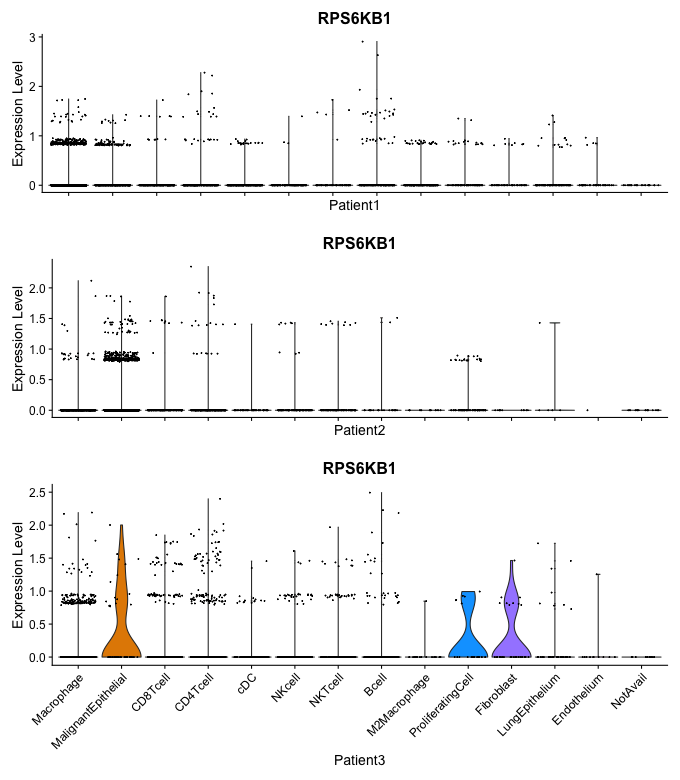 RPS6KB1
Expression Level
3
2
1
0
Patient1
RPS6KB1
Expression Level
2.0
1.5
1.0
0.5
0.0
Patient2
RPS6KB1
Expression Level
2.5
2.0
1.5
1.0
0.5
0.0
Macrophage
MalignantEpithelial
CD8Tcell
CD4Tcell
cDC
NKcell
NKTcell
Bcell
M2Macrophage
ProliferatingCell
Fibroblast
LungEpithelium
Endothelium
NotAvail
Patient3